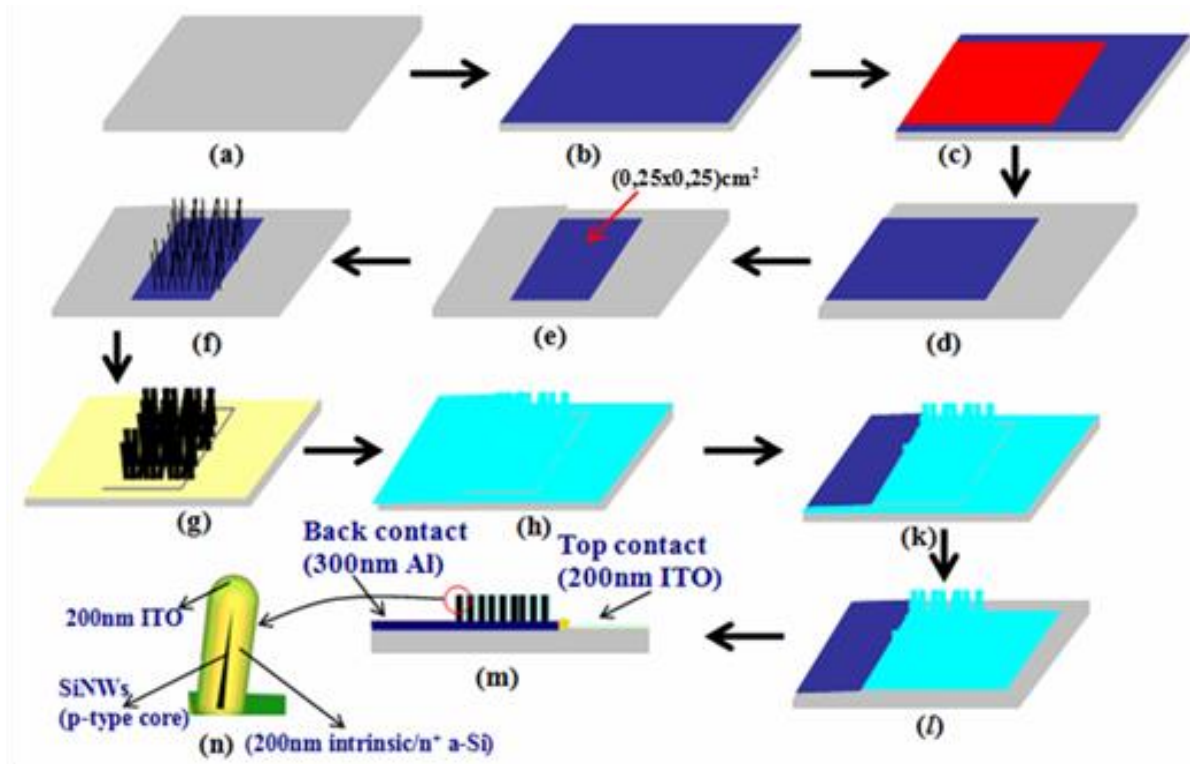 (a)
(b)
(c)
(0,25x0,25)cm²
(f)
(e)
(d)
(g)
(h)
(k)
Back contact
(300nm Al)
Top contact
(200nm ITO)
200nm ITO
SiNWs
(p-type core)
(n)
(200nm intrinsic/n⁺ a-Si)
(m)
(l)